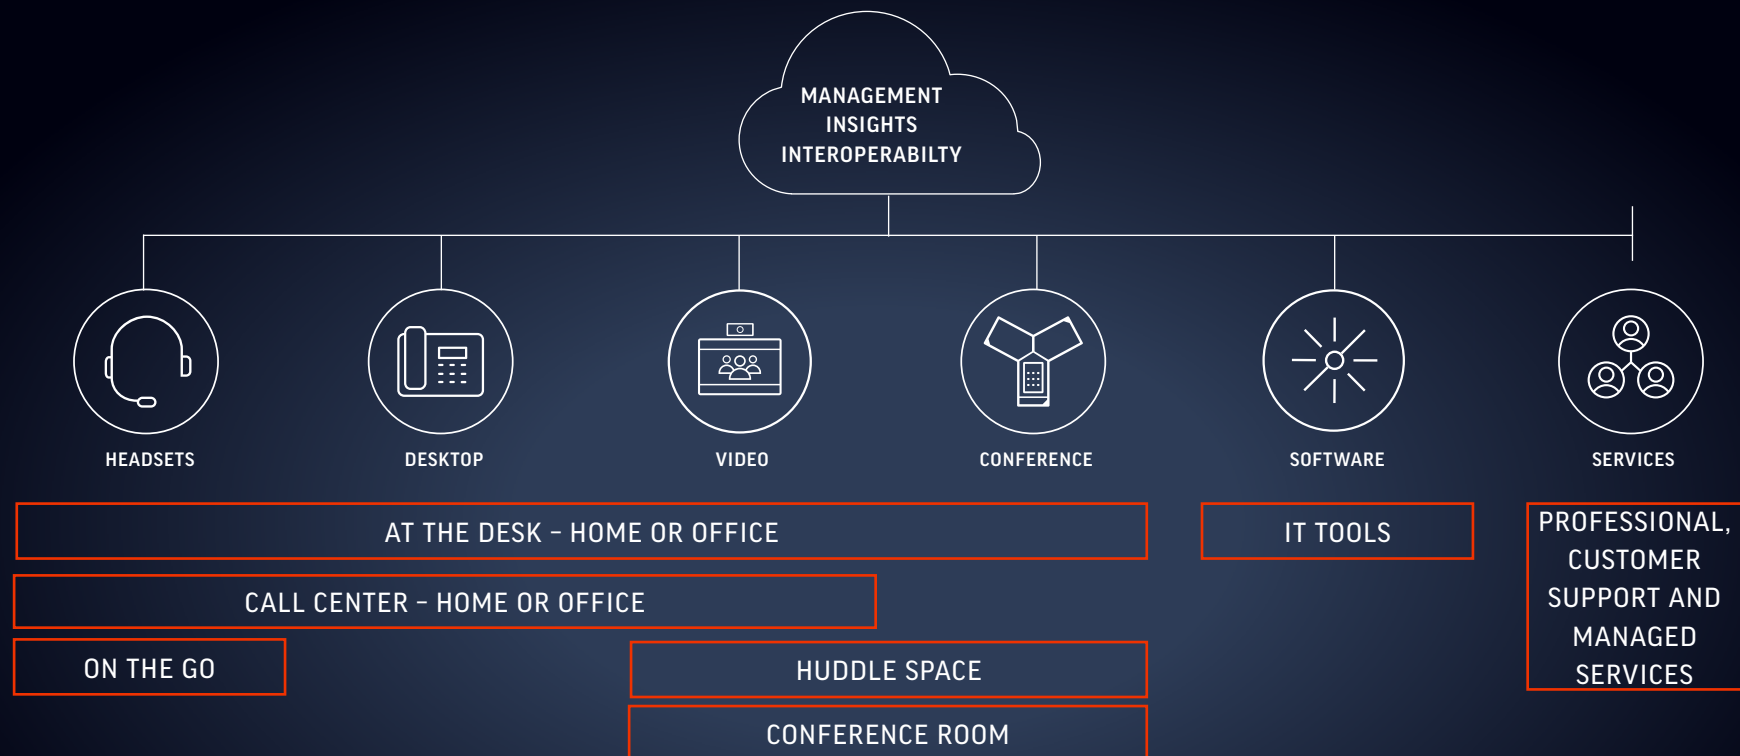 MANAGEMENT
INSIGHTS
INTEROPERABILTY
HEADSETS
DESKTOP
VIDEO
CONFERENCE
SOFTWARE
SERVICES
AT THE DESK – HOME OR OFFICE
IT TOOLS
PROFESSIONAL,
CUSTOMER
SUPPORT AND
MANAGED
SERVICES
CALL CENTER – HOME OR OFFICE
ON THE GO
HUDDLE SPACE
CONFERENCE ROOM